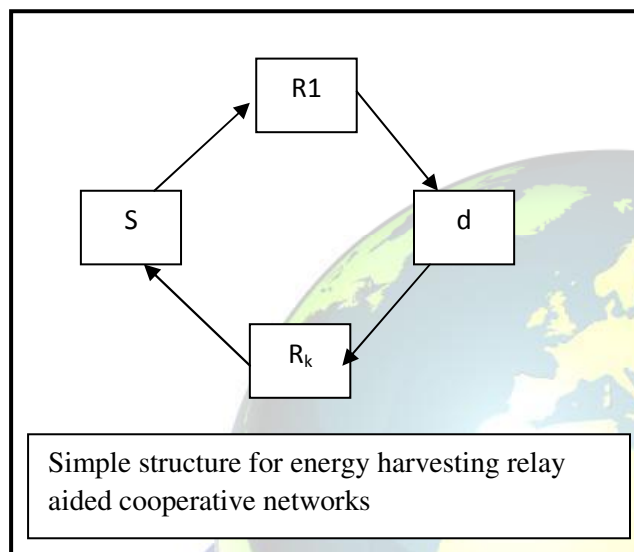 R1
S
d
Rₖ
Simple structure for energy harvesting relay
aided cooperative networks